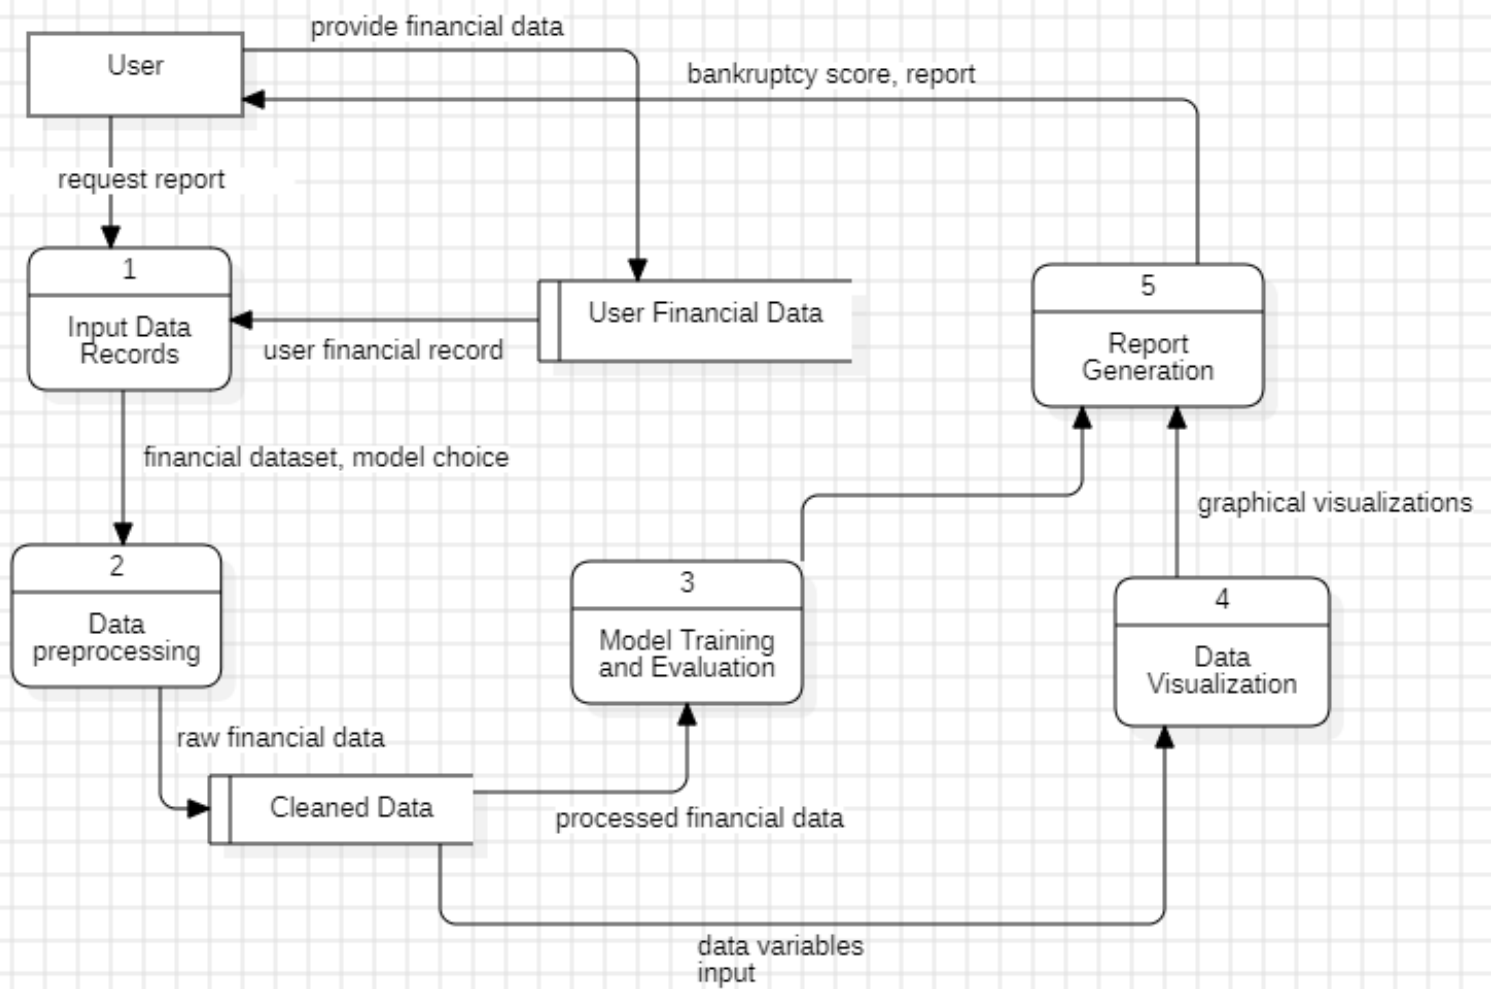 provide financial data
User
bankruptcy score, report
request report
1
Input Data
Records
User Financial Data
user financial record
5
Report
Generation
financial dataset, model choice
graphical visualizations
2
Data
preprocessing
3
Model Training
and Evaluation
4
Data
Visualization
raw financial data
Cleaned Data
processed financial data
data variables
input